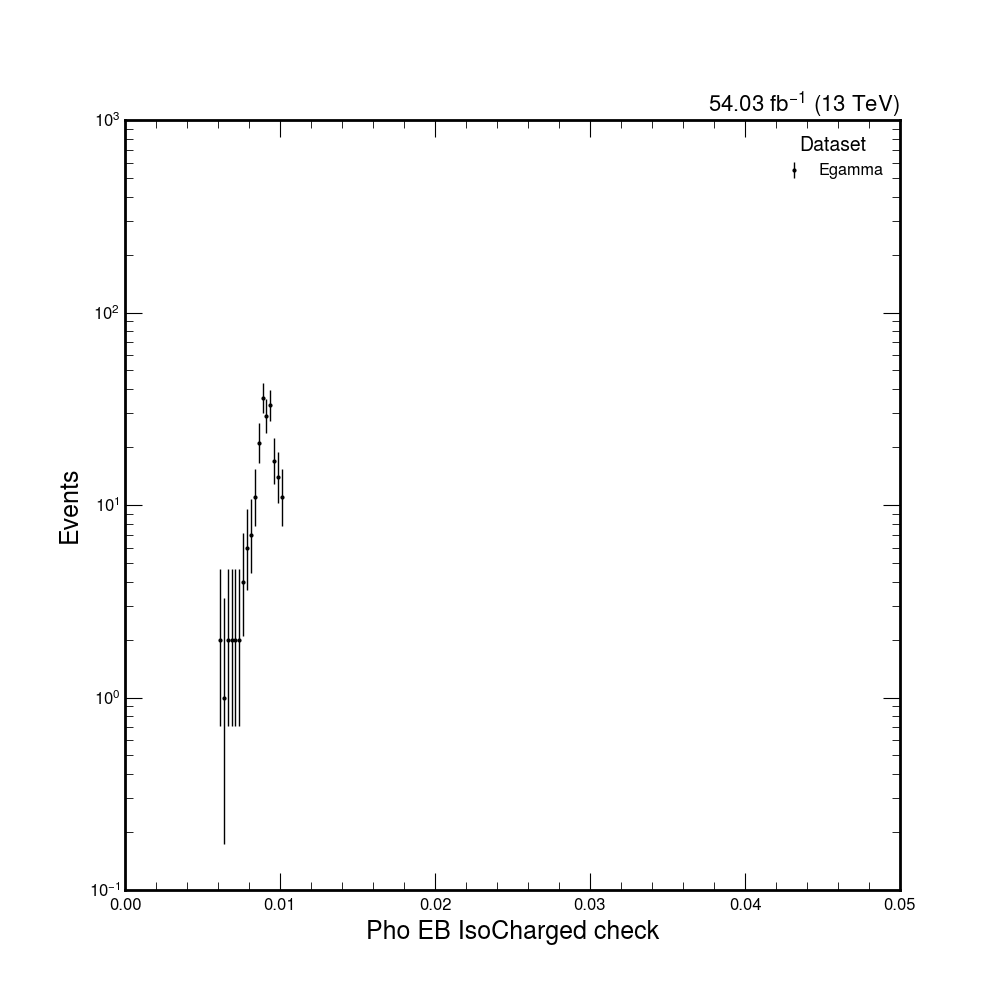 54.03 fb⁻¹ (13 TeV)
Dataset
Egamma
10³
10²
10¹
10⁰
10⁻¹
Events
0.00 0.01 0.02 0.03 0.04 0.05
Pho EB IsoCharged check